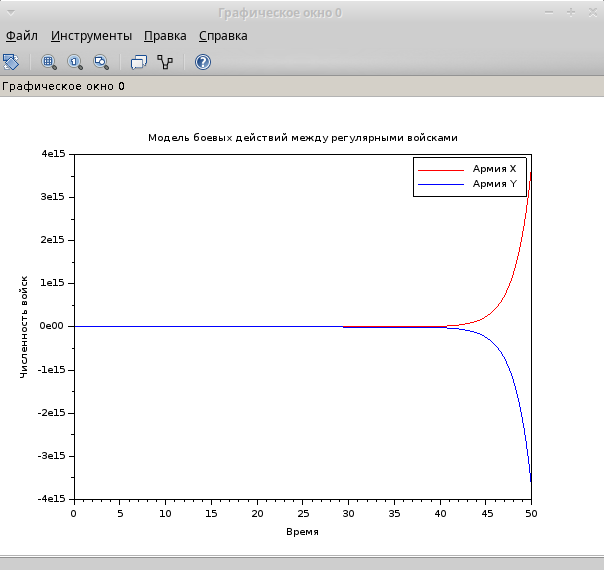 Графическое окно 0
Файл Инструменты Правка Справка
Графическое окно 0
Модель боевых действий между регулярными войсками
Армия X
Армия Y
4e15
3e15
2e15
1e15
0e00
-1e15
-2e15
-3e15
-4e15
Численность войск
0 5 10 15 20 25 30 35 40 45 50
Время